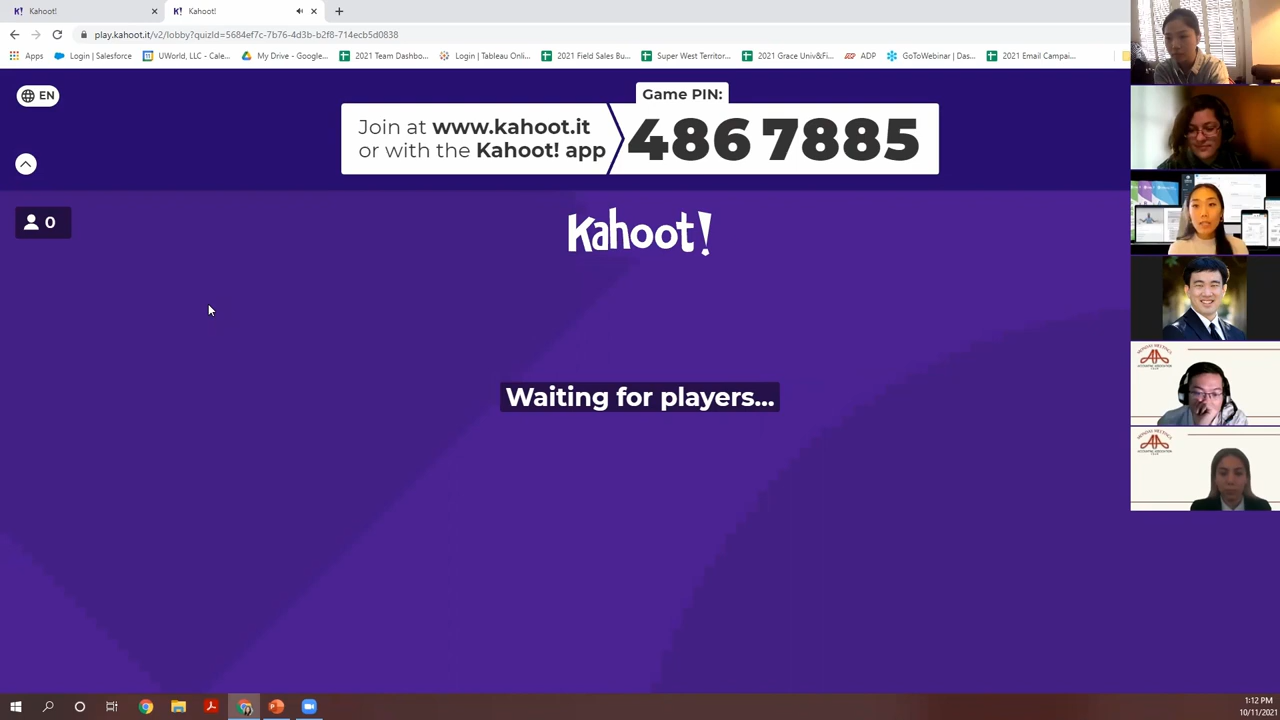 Kahoot!
Kahoot!
play.kahoot.it/v2/lobby?quizId=5684af7c-7b76-4d3b-b2f8-714ecb5d0838
Apps
Login | Salesforce
UWorld, LLC - Cale...
My Drive - Google...
2021 Team Dashbo...
Login | Tableau...
2021 Field Sales Bu...
Super West Territor...
2021 Univ&Fi...
ADP
GoToWebinar | Das...
2021 Email Campai...
EN
Game PIN:
Join at www.kahoot.it
or with the Kahoot! app
486 7885
0
Kahoot!
Waiting for players...
1:12 PM
10/11/2021